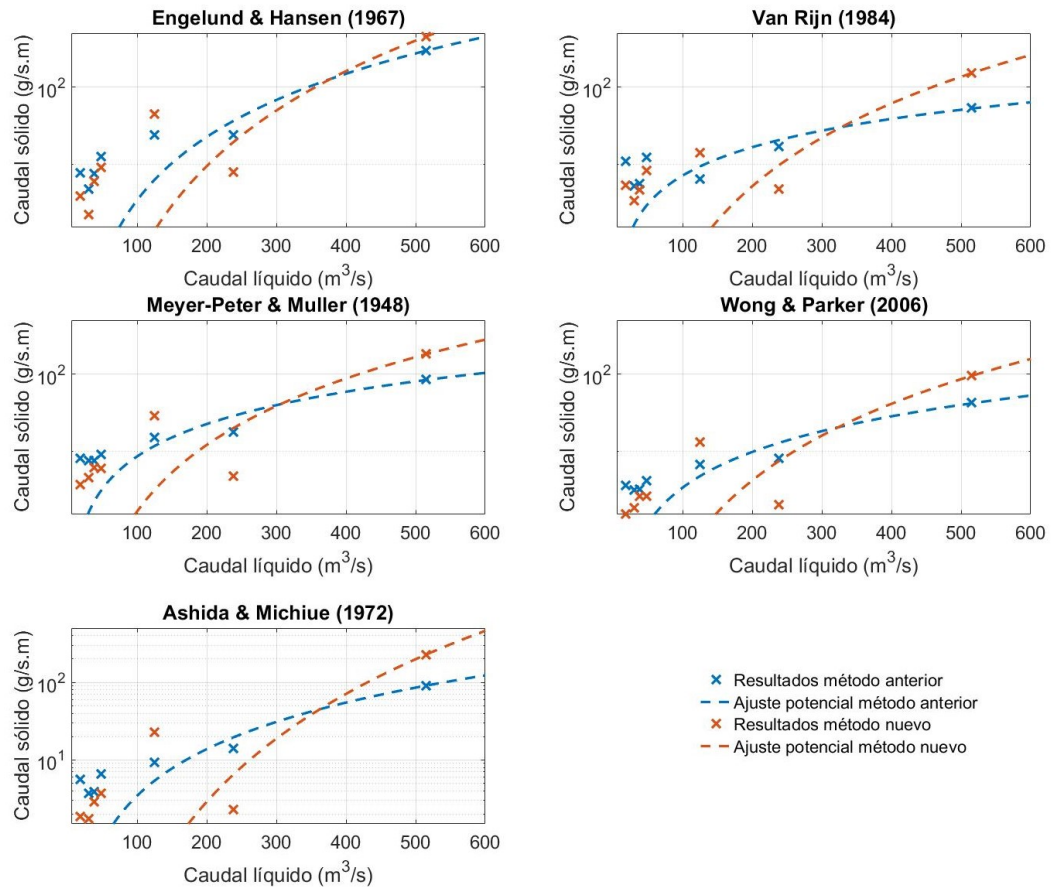 Engelund & Hansen (1967)
Caudal sólido (g/s.m)
10²
100 200 300 400 500 600
Caudal líquido (m³/s)
Van Rijn (1984)
Caudal sólido (g/s.m)
10²
100 200 300 400 500 600
Caudal líquido (m³/s)
Meyer-Peter & Muller (1948)
Caudal sólido (g/s.m)
10²
100 200 300 400 500 600
Caudal líquido (m³/s)
Wong & Parker (2006)
Caudal sólido (g/s.m)
10²
100 200 300 400 500 600
Caudal líquido (m³/s)
Ashida & Michiue (1972)
Caudal sólido (g/s.m)
10²
10¹
100 200 300 400 500 600
Caudal líquido (m³/s)
Resultados método anterior
Ajuste potencial método anterior
Resultados método nuevo
Ajuste potencial método nuevo